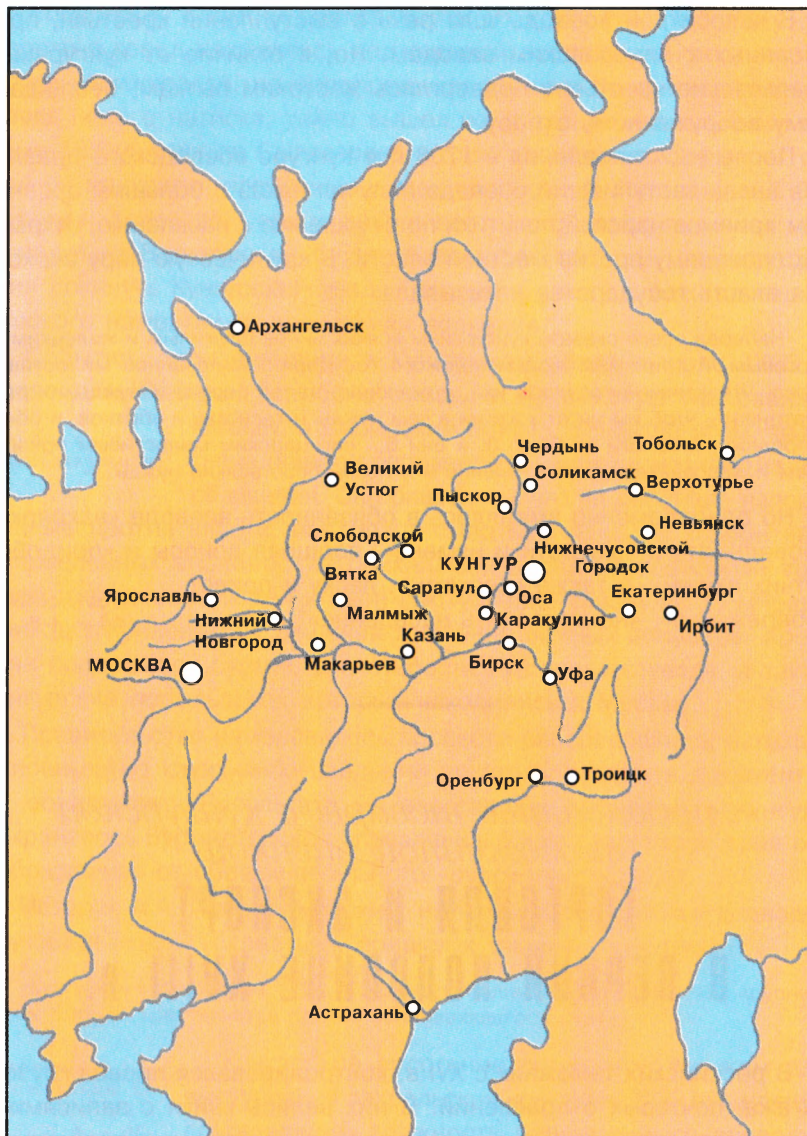 Архангельск
Чердынь
Тобольск
Великий
Устюг
Соликамск
Верхотурье
Пыскор
Невьянск
Слободской
Нижнечусовской
Городок
Вятка
КУНГУР
Сарапул
Оса
Екатеринбург
Ярославль
Нижний
Новгород
Малмыж
Каракулино
Ирбит
Казань
Макарьев
Бирск
МОСКВА
Уфа
Оренбург
Троицк
Астрахань